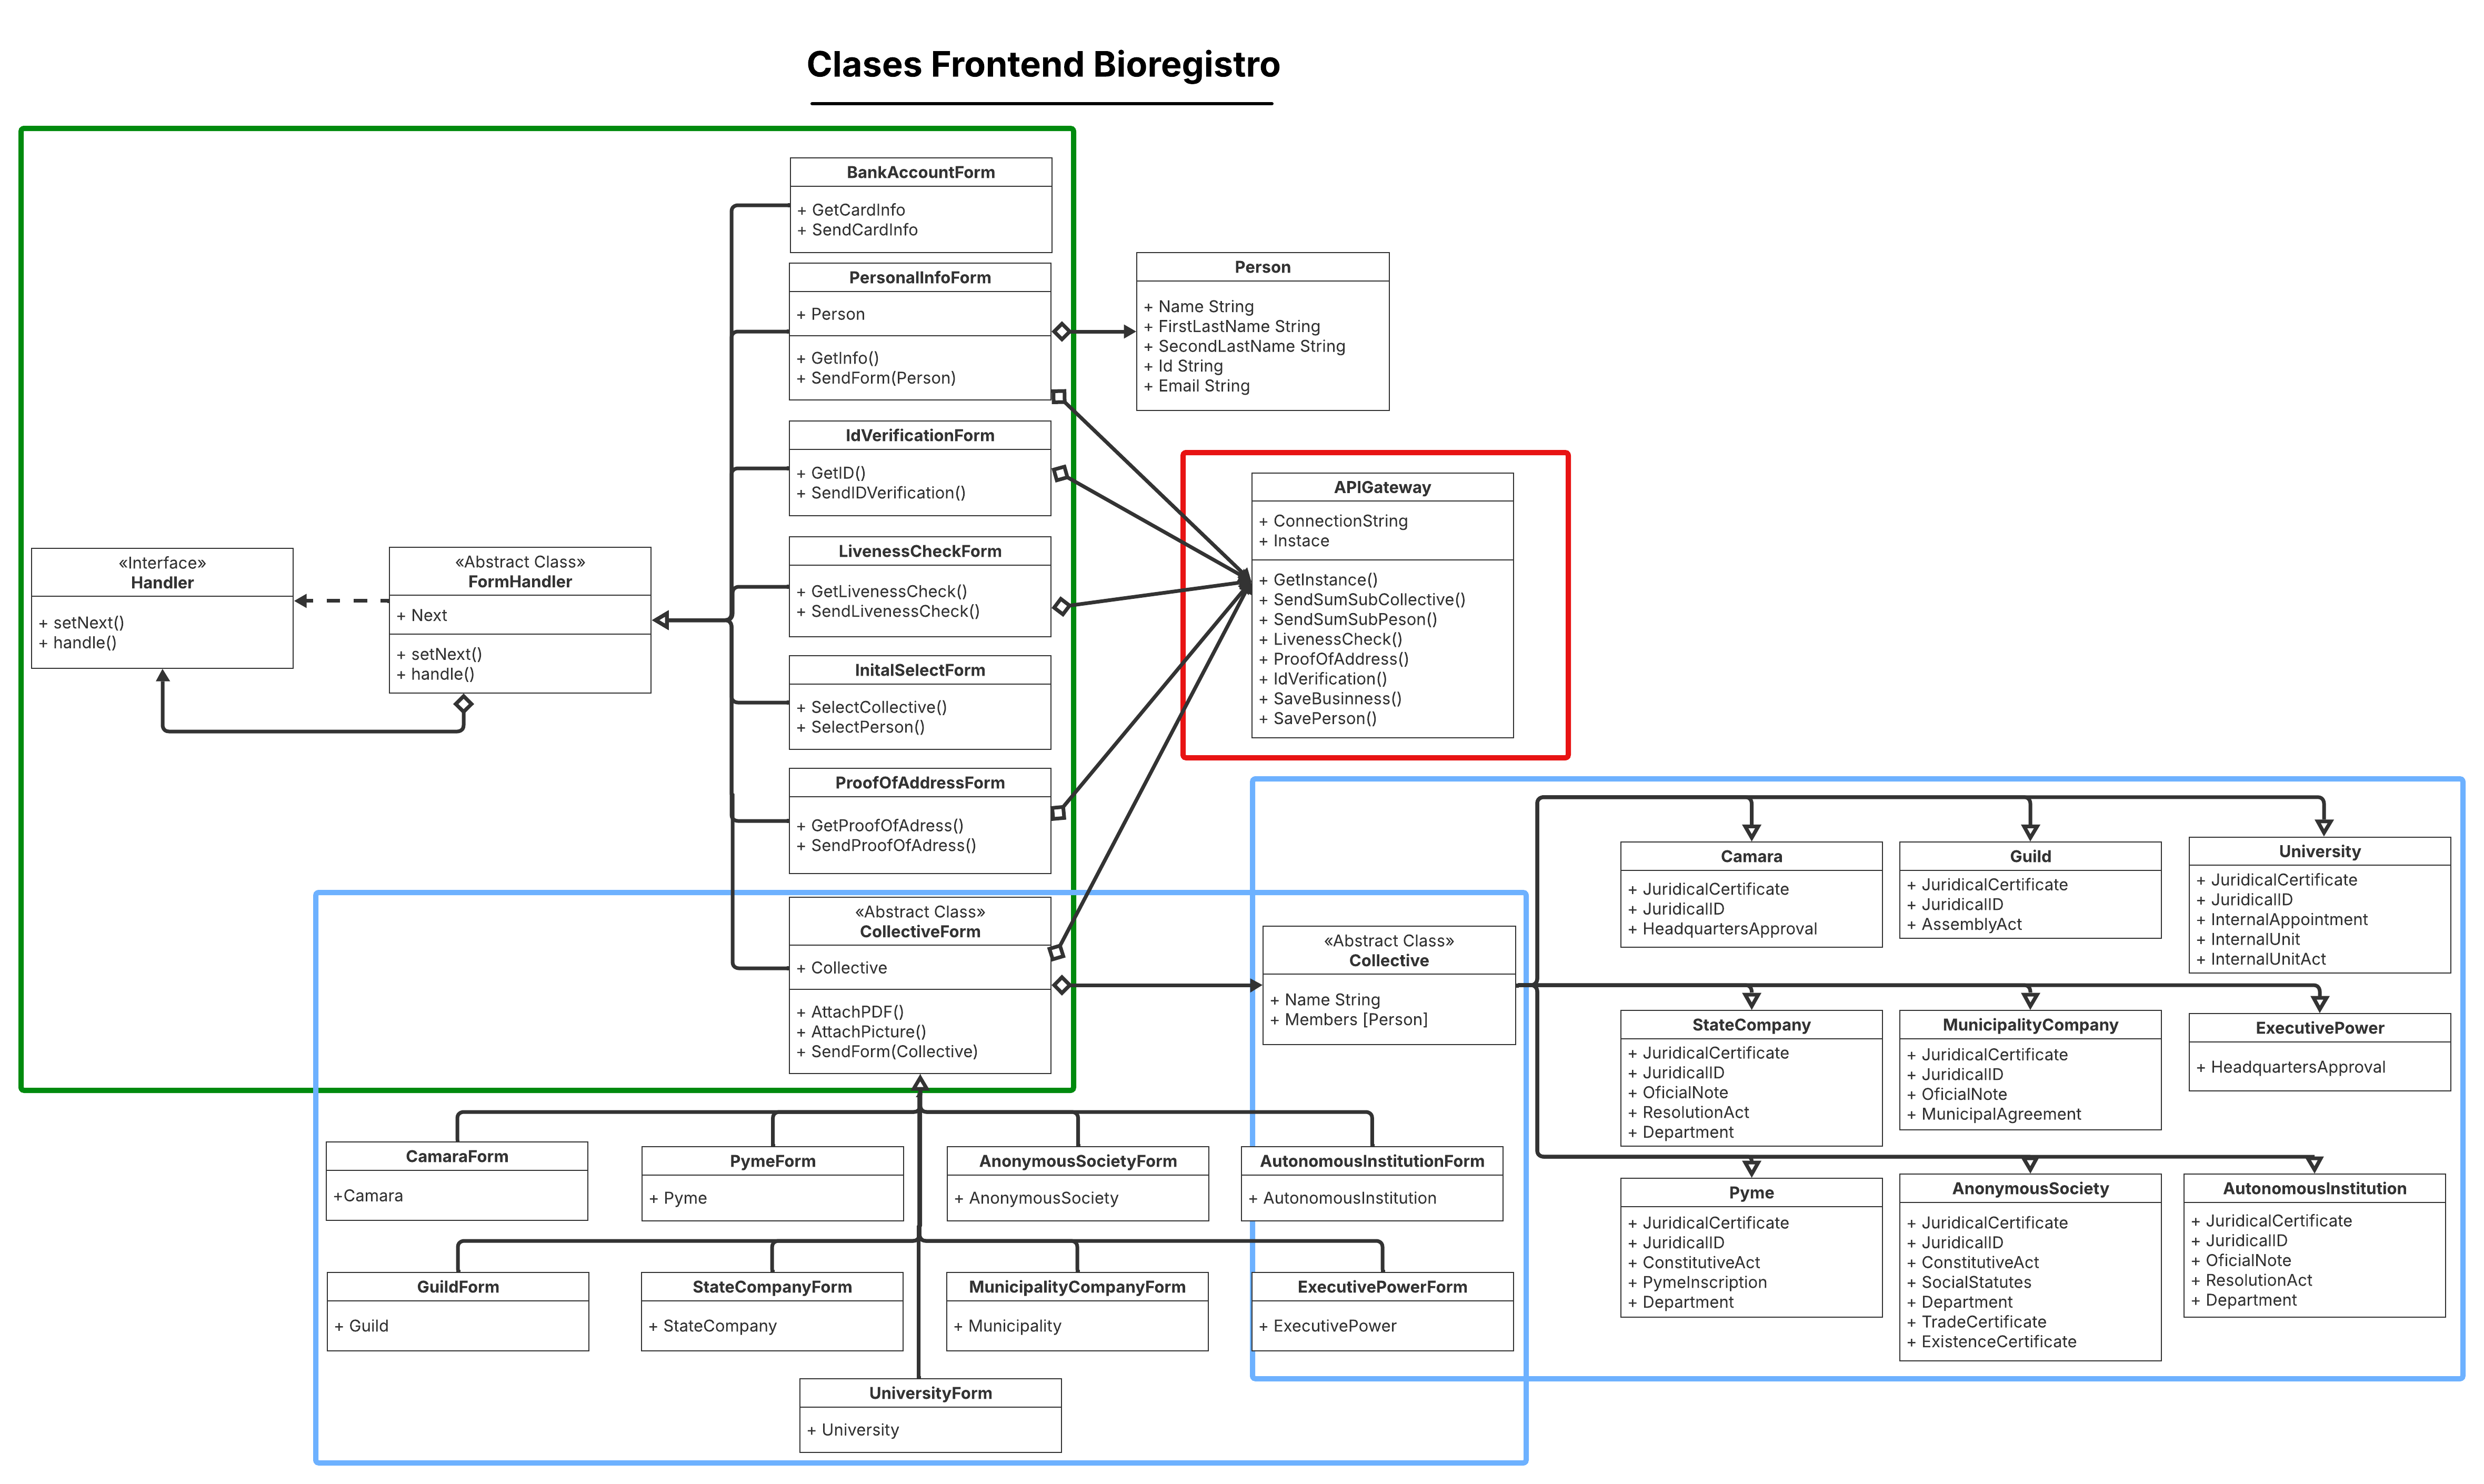 Clases Frontend Bioregistro
BankAccountForm
+ GetCardInfo
+ SendCardInfo
PersonalInfoForm
+ Person
+ GetInfo()
+ SendForm(Person)
Person
+ Name String
+ FirstLastName String
+ SecondLastName String
+ Id String
+ Email String
IdVerificationForm
+ GetID()
+ SendIDVerification()
APIGateway
+ ConnectionString
+ Instace
+ GetInstance()
+ SendSumSubCollective()
+ SendSumSubPeson()
+ LivenessCheck()
+ ProofOfAddress()
+ IdVerification()
+ SaveBusinness()
+ SavePerson()
«Interface»
Handler
+ setNext()
+ handle()
«Abstract Class»
FormHandler
+ Next
+ setNext()
+ handle()
LivenessCheckForm
+ GetLivenessCheck()
+ SendLivenessCheck()
InitalSelectForm
+ SelectCollective()
+ SelectPerson()
ProofOfAddressForm
+ GetProofOfAdress()
+ SendProofOfAdress()
«Abstract Class»
CollectiveForm
+ Collective
+ AttachPDF()
+ AttachPicture()
+ SendForm(Collective)
«Abstract Class»
Collective
+ Name String
+ Members [Person]
Camara
+ JuridicalCertificate
+ JuridicalID
+ HeadquartersApproval
Guild
+ JuridicalCertificate
+ JuridicalID
+ AssemblyAct
University
+ JuridicalCertificate
+ JuridicalID
+ InternalAppointment
+ InternalUnit
+ InternalUnitAct
StateCompany
+ JuridicalCertificate
+ JuridicalID
+ OficialNote
+ ResolutionAct
+ Department
MunicipalityCompany
+ JuridicalCertificate
+ JuridicalID
+ OficialNote
+ MunicipalAgreement
ExecutivePower
+ HeadquartersApproval
Pyme
+ JuridicalCertificate
+ JuridicalID
+ ConstitutiveAct
+ PymeInscription
+ Department
AnonymousSociety
+ JuridicalCertificate
+ JuridicalID
+ ConstitutiveAct
+ SocialStatutes
+ Department
+ TradeCertificate
+ ExistenceCertificate
AutonomousInstitution
+ JuridicalCertificate
+ JuridicalID
+ OficialNote
+ ResolutionAct
+ Department
CamaraForm
+Camara
PymeForm
+ Pyme
AnonymousSocietyForm
+ AnonymousSociety
AutonomousInstitutionForm
+ AutonomousInstitution
GuildForm
+ Guild
StateCompanyForm
+ StateCompany
MunicipalityCompanyForm
+ Municipality
ExecutivePowerForm
+ ExecutivePower
UniversityForm
+ University